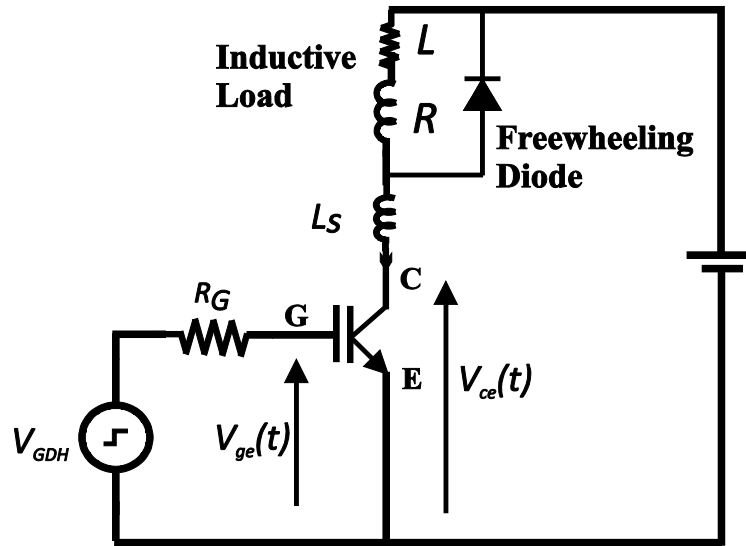 Inductive
Load
L
R
Freewheeling
Diode
L_S
C
R_G
G
E
V_ce(t)
V_ge(t)
V_GDH